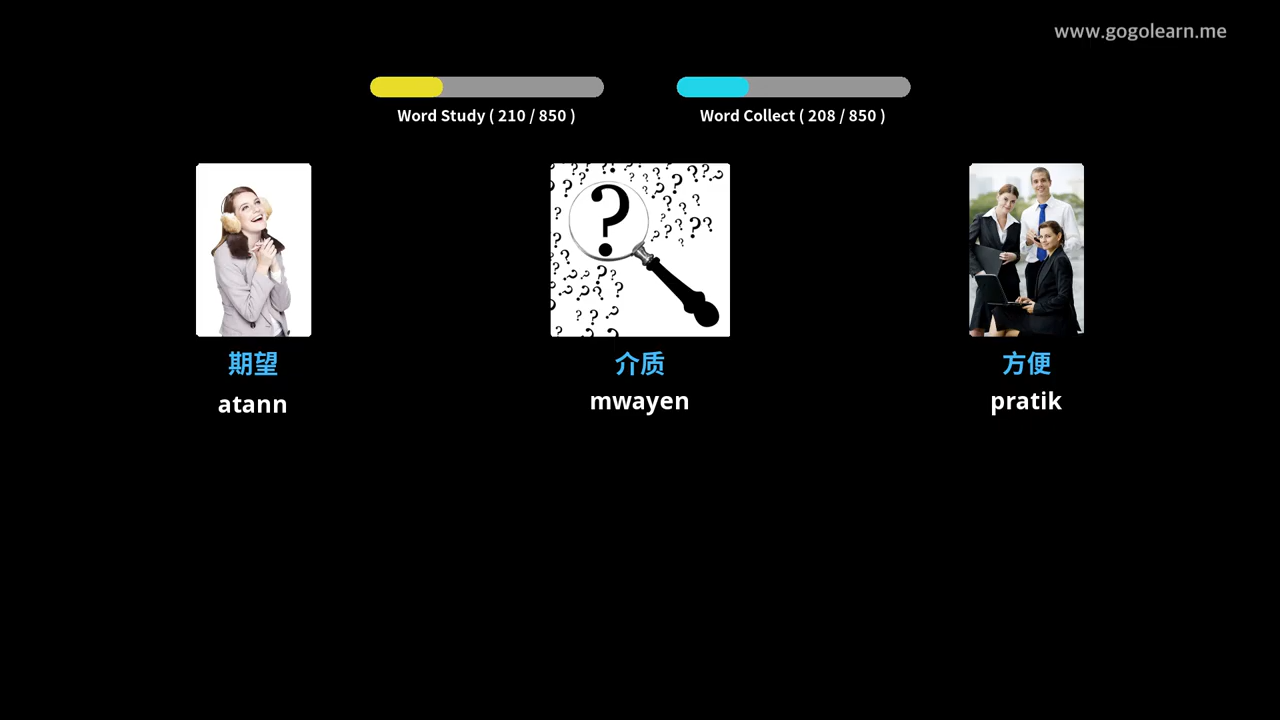 www.gogolearn.me
Word Study ( 210 / 850 )
Word Collect ( 208 / 850 )
期望
介质
方便
atann
mwayen
pratik